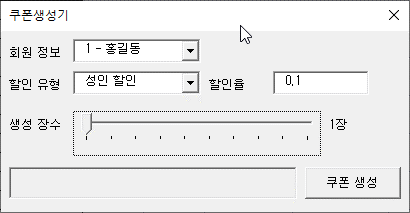 쿠폰생성기
회원 정보 1 - 홍길동
할인 유형 성인 할인 할인율 0.1
생성 장수 1장
쿠폰 생성